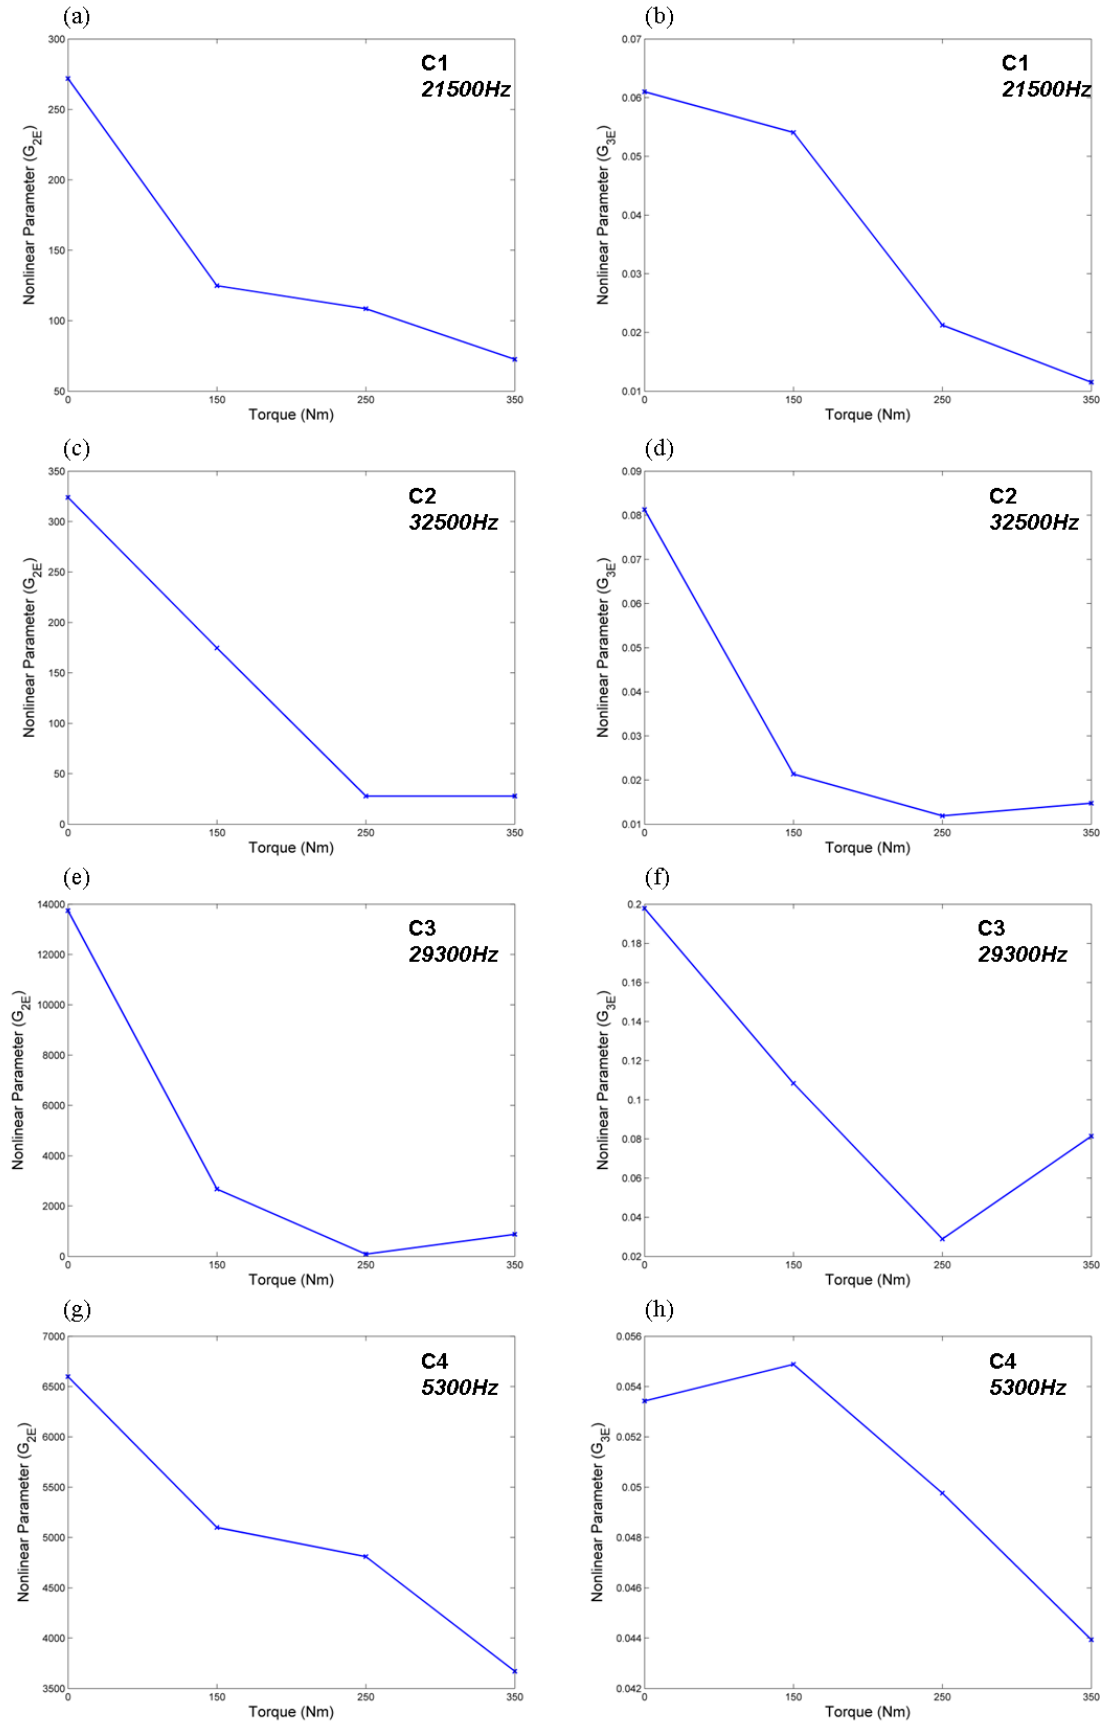 (a)
300
250
200
150
100
50
0
150
250
350
Nonlinear Parameter (G2E)
Torque (Nm)
C1
21500Hz
(b)
0.07
0.06
0.05
0.04
0.03
0.02
0.01
0
150
250
350
Nonlinear Parameter (G3E)
Torque (Nm)
C1
21500Hz
(c)
350
300
250
200
150
100
50
0
0
150
250
350
Nonlinear Parameter (G2E)
Torque (Nm)
C2
32500Hz
(d)
0.09
0.08
0.07
0.06
0.05
0.04
0.03
0.02
0.01
0
150
250
350
Nonlinear Parameter (G3E)
Torque (Nm)
C2
32500Hz
(e)
14000
12000
10000
8000
6000
4000
2000
0
0
150
250
350
Nonlinear Parameter (G2E)
Torque (Nm)
C3
29300Hz
(f)
0.2
0.18
0.16
0.14
0.12
0.1
0.08
0.06
0.04
0.02
0
150
250
350
Nonlinear Parameter (G3E)
Torque (Nm)
C3
29300Hz
(g)
7000
6500
6000
5500
5000
4500
4000
3500
0
150
250
350
Nonlinear Parameter (G2E)
Torque (Nm)
C4
5300Hz
(h)
0.056
0.054
0.052
0.05
0.048
0.046
0.044
0.042
0
150
250
350
Nonlinear Parameter (G3E)
Torque (Nm)
C4
5300Hz